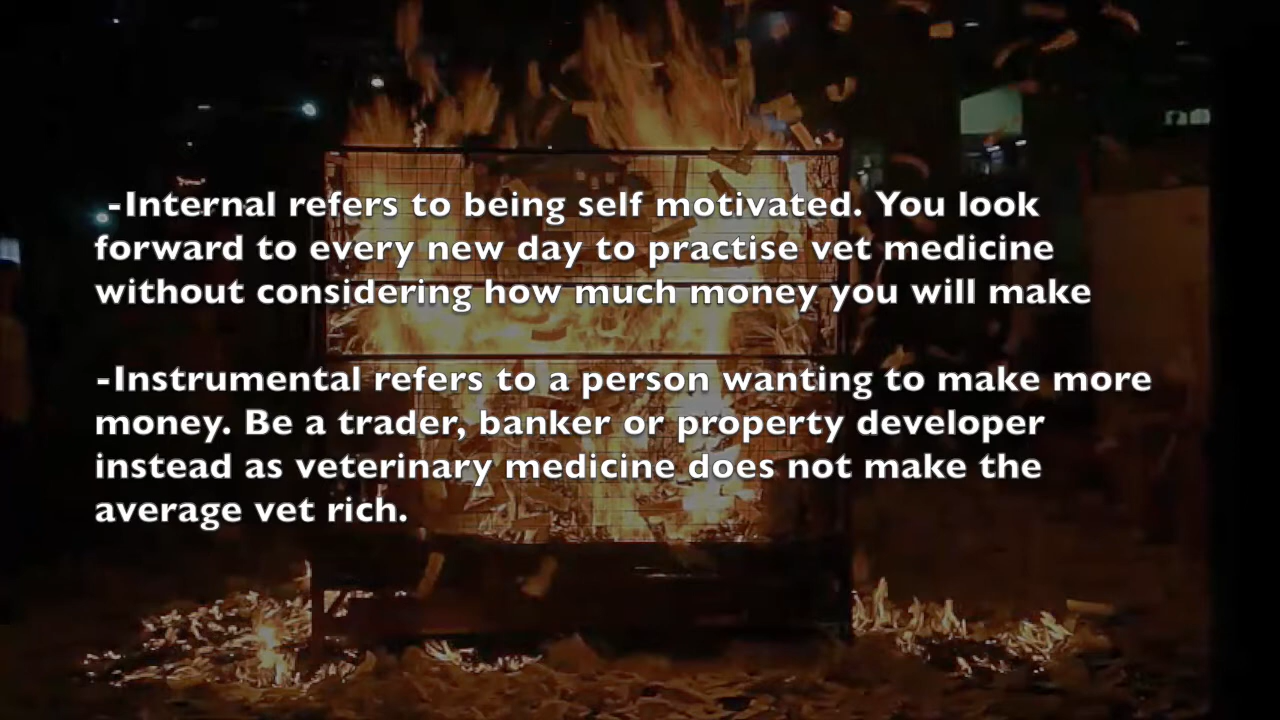 -Internal refers to being self motivated. You look
forward to every new day to practise vet medicine
without considering how much money you will make
-Instrumental refers to a person wanting to make more
money. Be a trader, banker or property developer
instead as veterinary medicine does not make the
average vet rich.